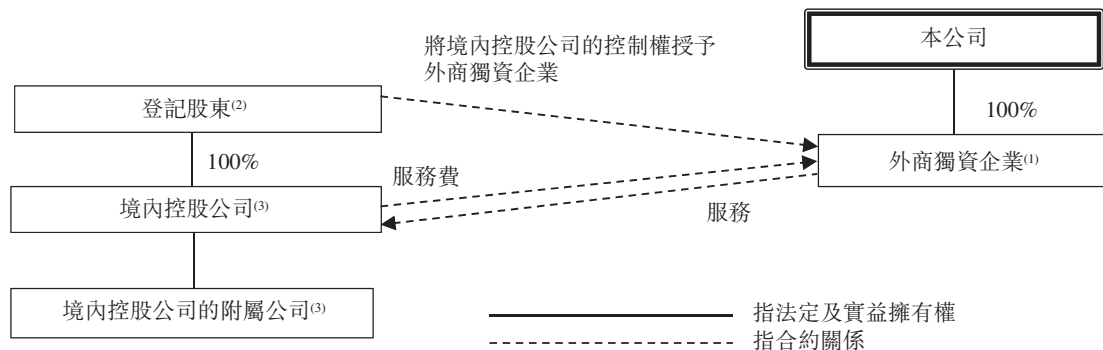 將境內控股公司的控制權授予
外商獨資企業
本公司
登記股東(2)
100%
100%
外商獨資企業(1)
服務費
境內控股公司(3)
服務
境內控股公司的附屬公司(3)
指法定及實益擁有權
指合約關係